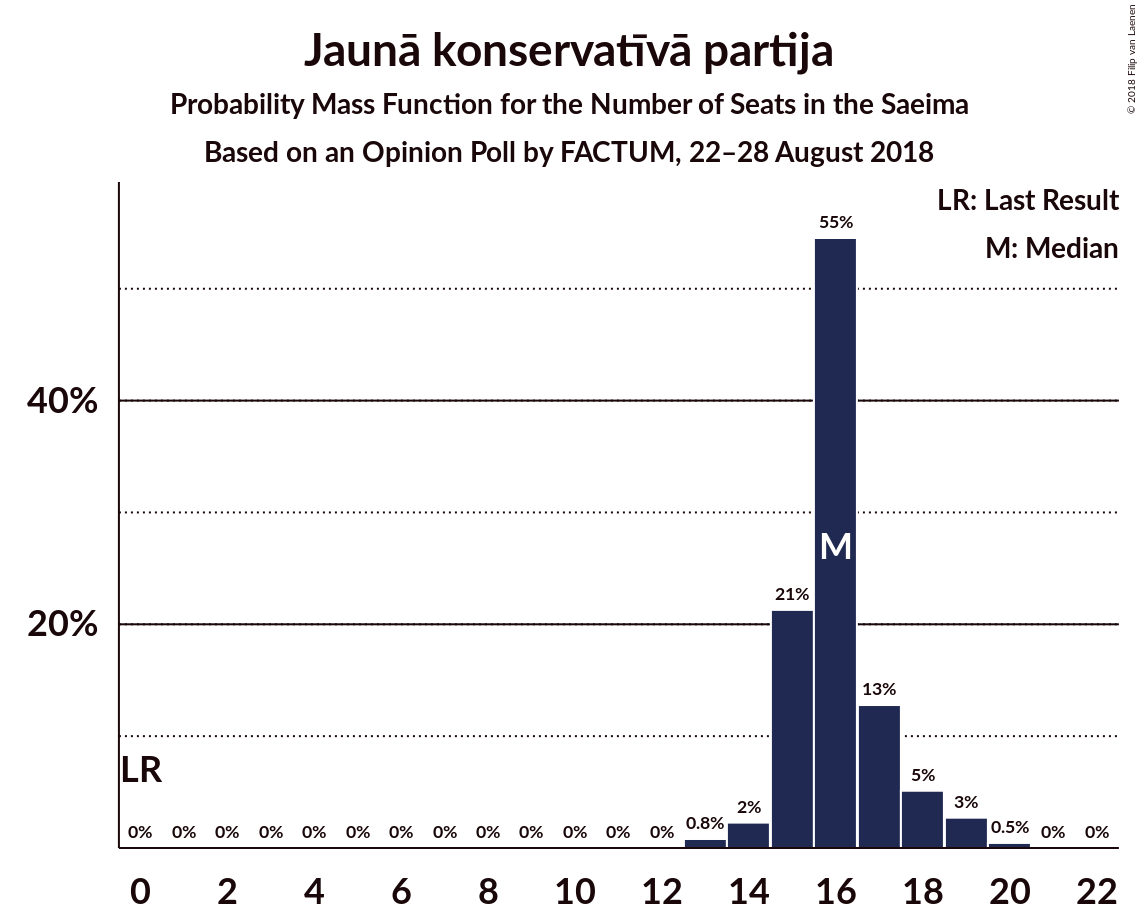 Jaunā konservatīvā partija
Probability Mass Function for the Number of Seats in the Saeima
Based on an Opinion Poll by FACTUM, 22–28 August 2018
© 2018 Filip van Laenen
LR: Last Result
M: Median
55%
40%
M
21%
20%
13%
LR
5%
3%
2%
0.8%
0.5%
0% 0% 0% 0% 0% 0% 0% 0% 0% 0% 0% 0% 0% 0% 0%
0 2 4 6 8 10 12 14 16 18 20 22